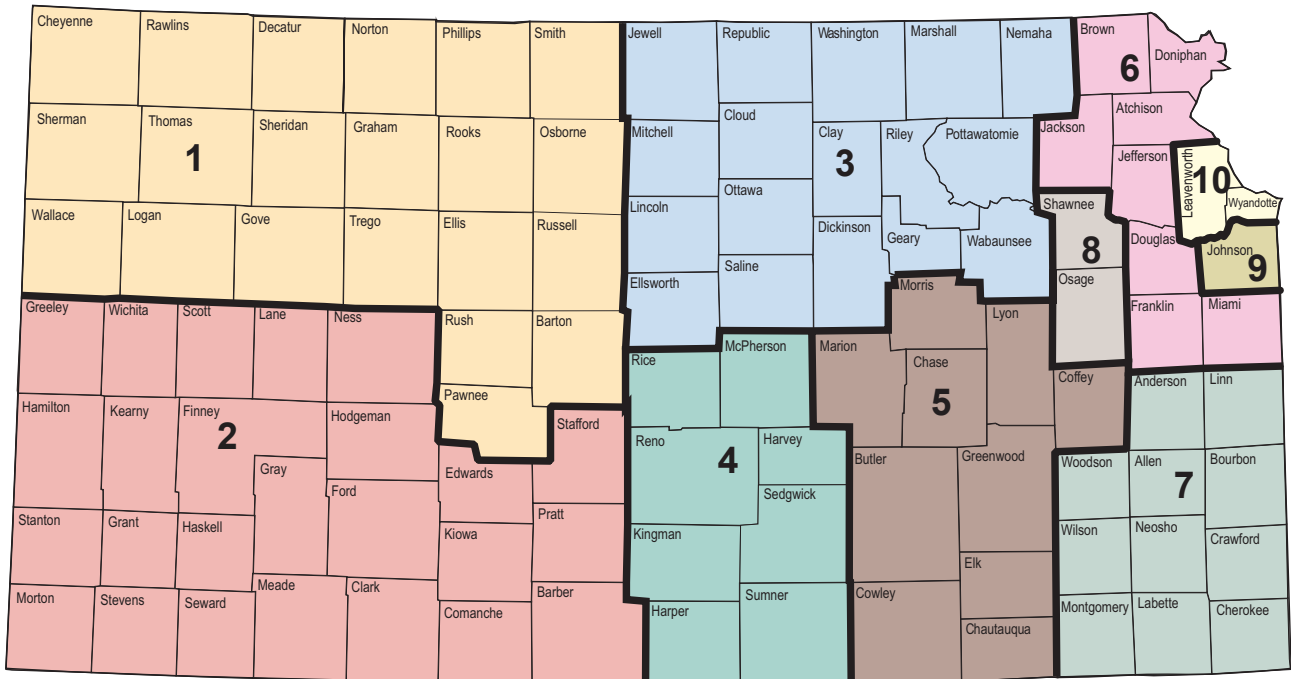 Cheyenne
Rawlins
Decatur
Norton
Phillips
Smith
Jewell
Republic
Washington
Marshall
Nemaha
Brown
6
Doniphan
Sherman
Thomas
1
Sheridan
Graham
Rooks
Osborne
Mitchell
Cloud
Clay
3
Riley
Pottawatomie
Jackson
Atchison
Jefferson
Leavenworth
10
Wyandotte
Wallace
Logan
Gove
Trego
Ellis
Russell
Lincoln
Ottawa
Dickinson
Geary
Wabaunsee
Shawnee
8
Douglas
Johnson
9
Ellsworth
Saline
Morris
Osage
Greeley
Wichita
Scott
Lane
Ness
Rush
Barton
Rice
McPherson
Marion
Chase
5
Lyon
Coffey
Franklin
Miami
Hamilton
Kearny
Finney
2
Hodgeman
Pawnee
Stafford
Reno
4
Harvey
Anderson
Linn
Gray
Ford
Edwards
Sedgwick
Butler
Greenwood
Woodson
Allen
7
Bourbon
Stanton
Grant
Haskell
Kiowa
Pratt
Kingman
Elk
Wilson
Neosho
Crawford
Morton
Stevens
Seward
Meade
Clark
Comanche
Barber
Harper
Sumner
Cowley
Chautauqua
Montgomery
Labette
Cherokee